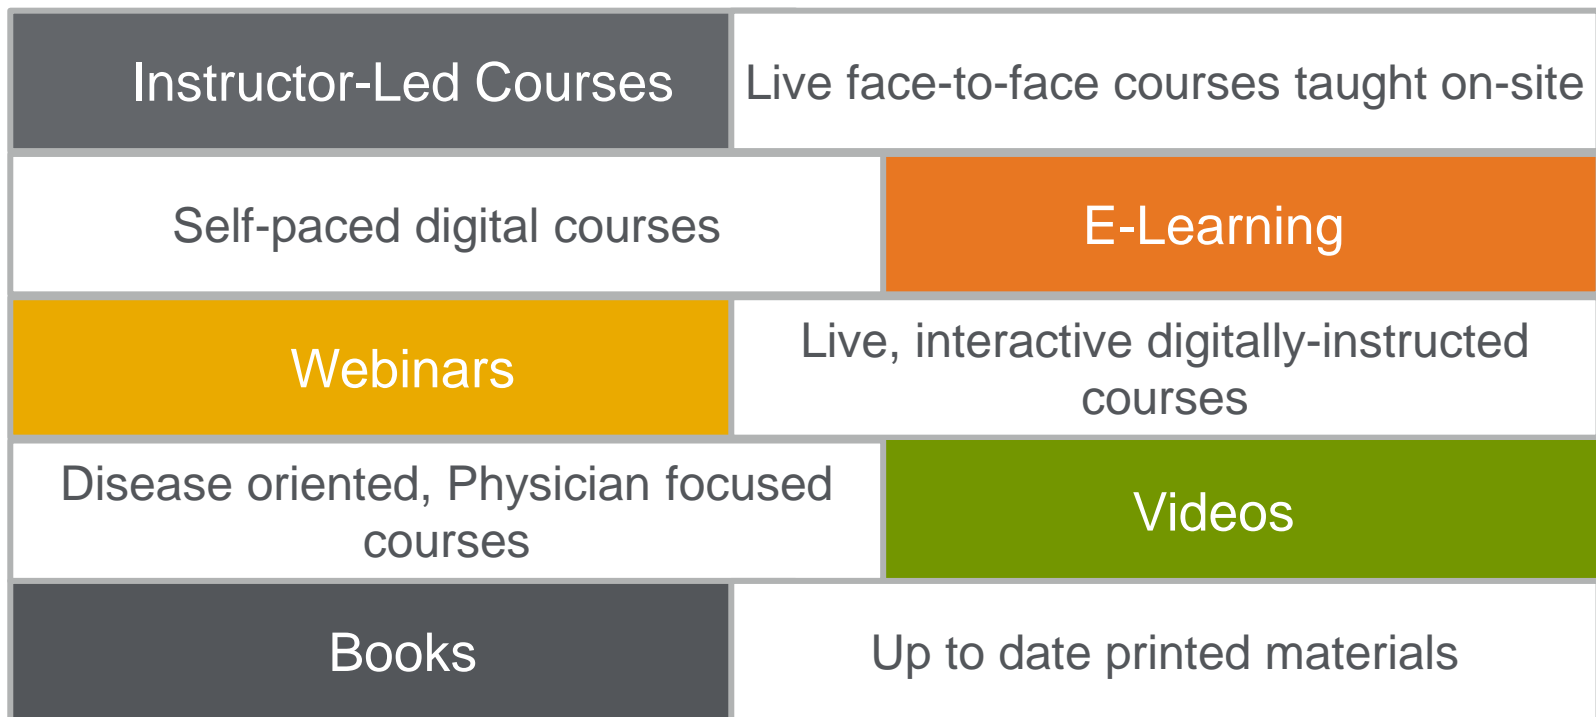 Instructor-Led Courses
Live face-to-face courses taught on-site
Self-paced digital courses
E-Learning
Webinars
Live, interactive digitally-instructed
courses
Disease oriented, Physician focused
courses
Videos
Books
Up to date printed materials